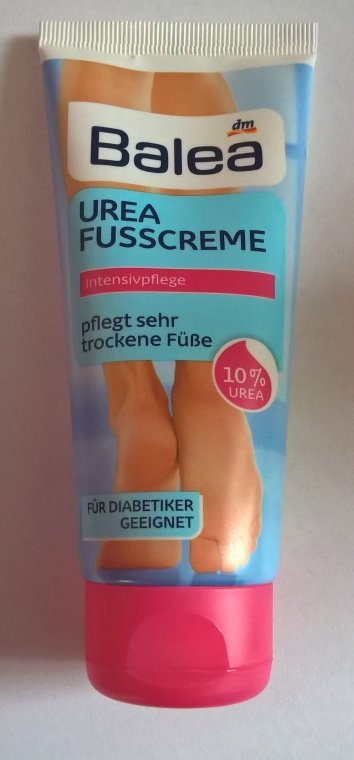 dm
Balea
UREA
FUSSCREME
Intensivpflege
pflegt sehr
trockene Füße
10%
UREA
FÜR DIABETIKER
GEEIGNET